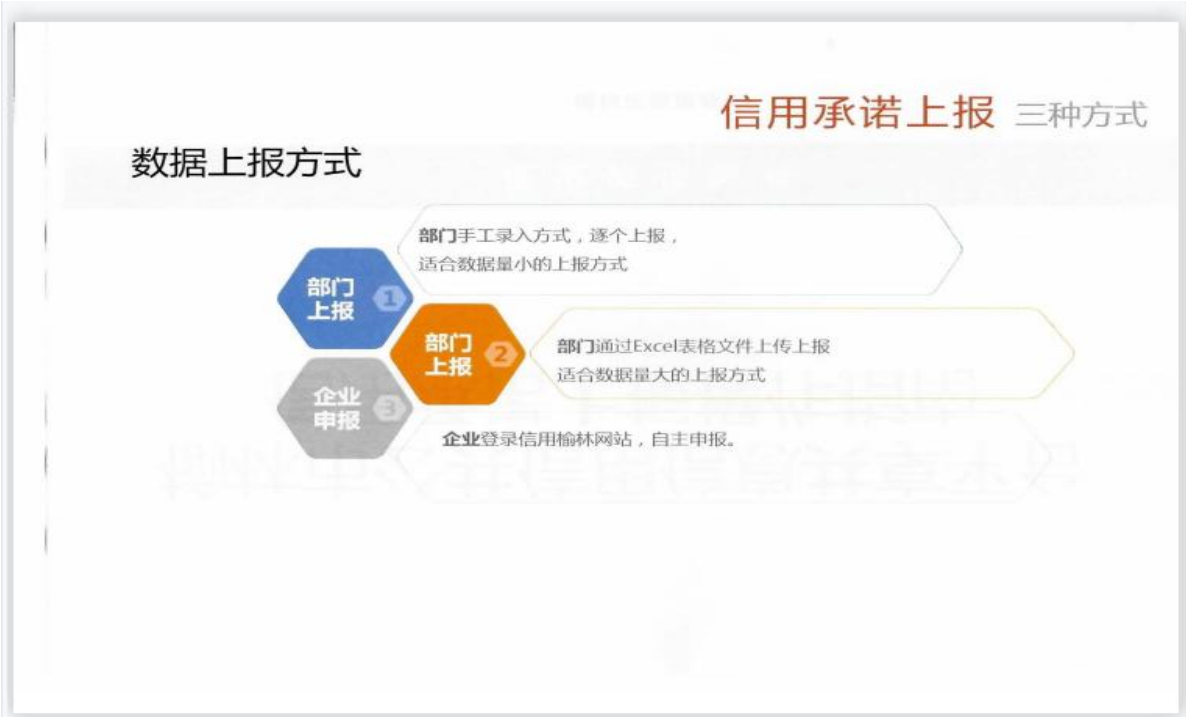 信用承诺上报 三种方式
数据上报方式
部门手工录入方式，逐个上报，
适合数据量小的上报方式
部门
上报
1
部门通过Excel表格文件上传上报
适合数据量大的上报方式
部门
上报
2
企业登录信用榆林网站，自主申报。
企业
申报
3